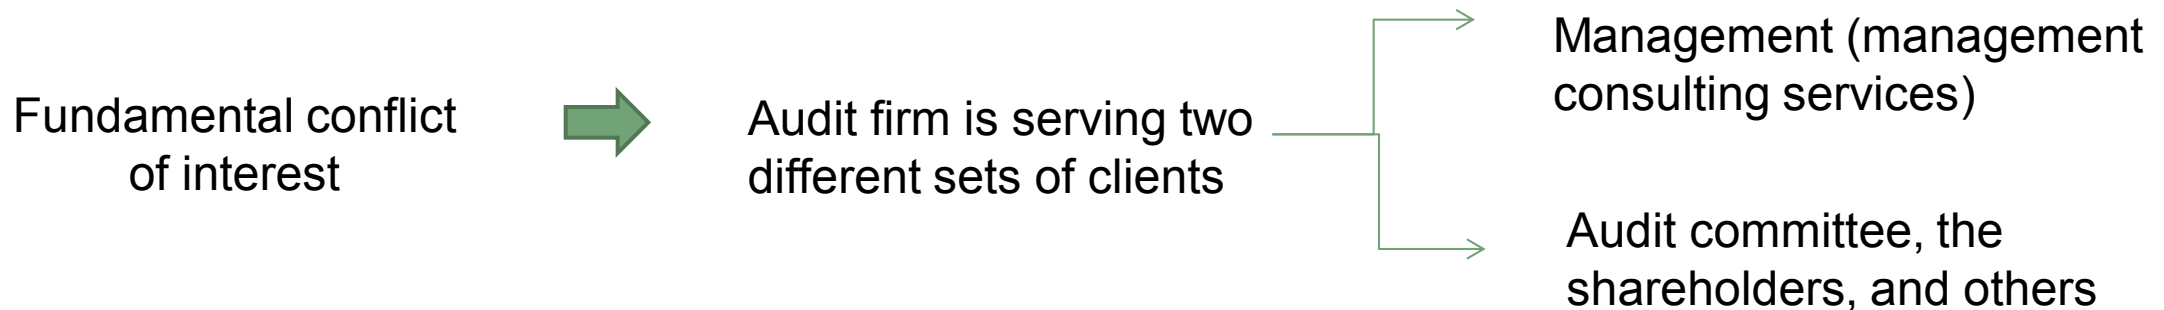 Fundamental conflict
of interest
Audit firm is serving two
different sets of clients
Management (management
consulting services)
Audit committee, the
shareholders, and others